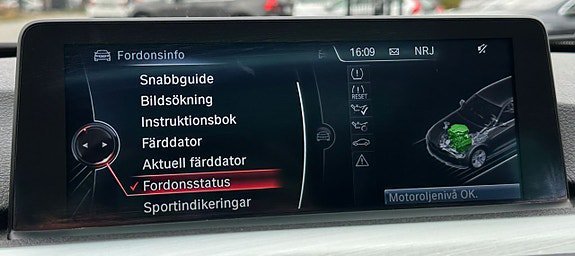 Fordonsinfo
16:09 NRJ
Snabbguide
Bildsökning
Instruktionsbok
Färddator
Aktuell färddator
Fordonsstatus
Sportindikeringar
RESET
Motoroljenivå OK.